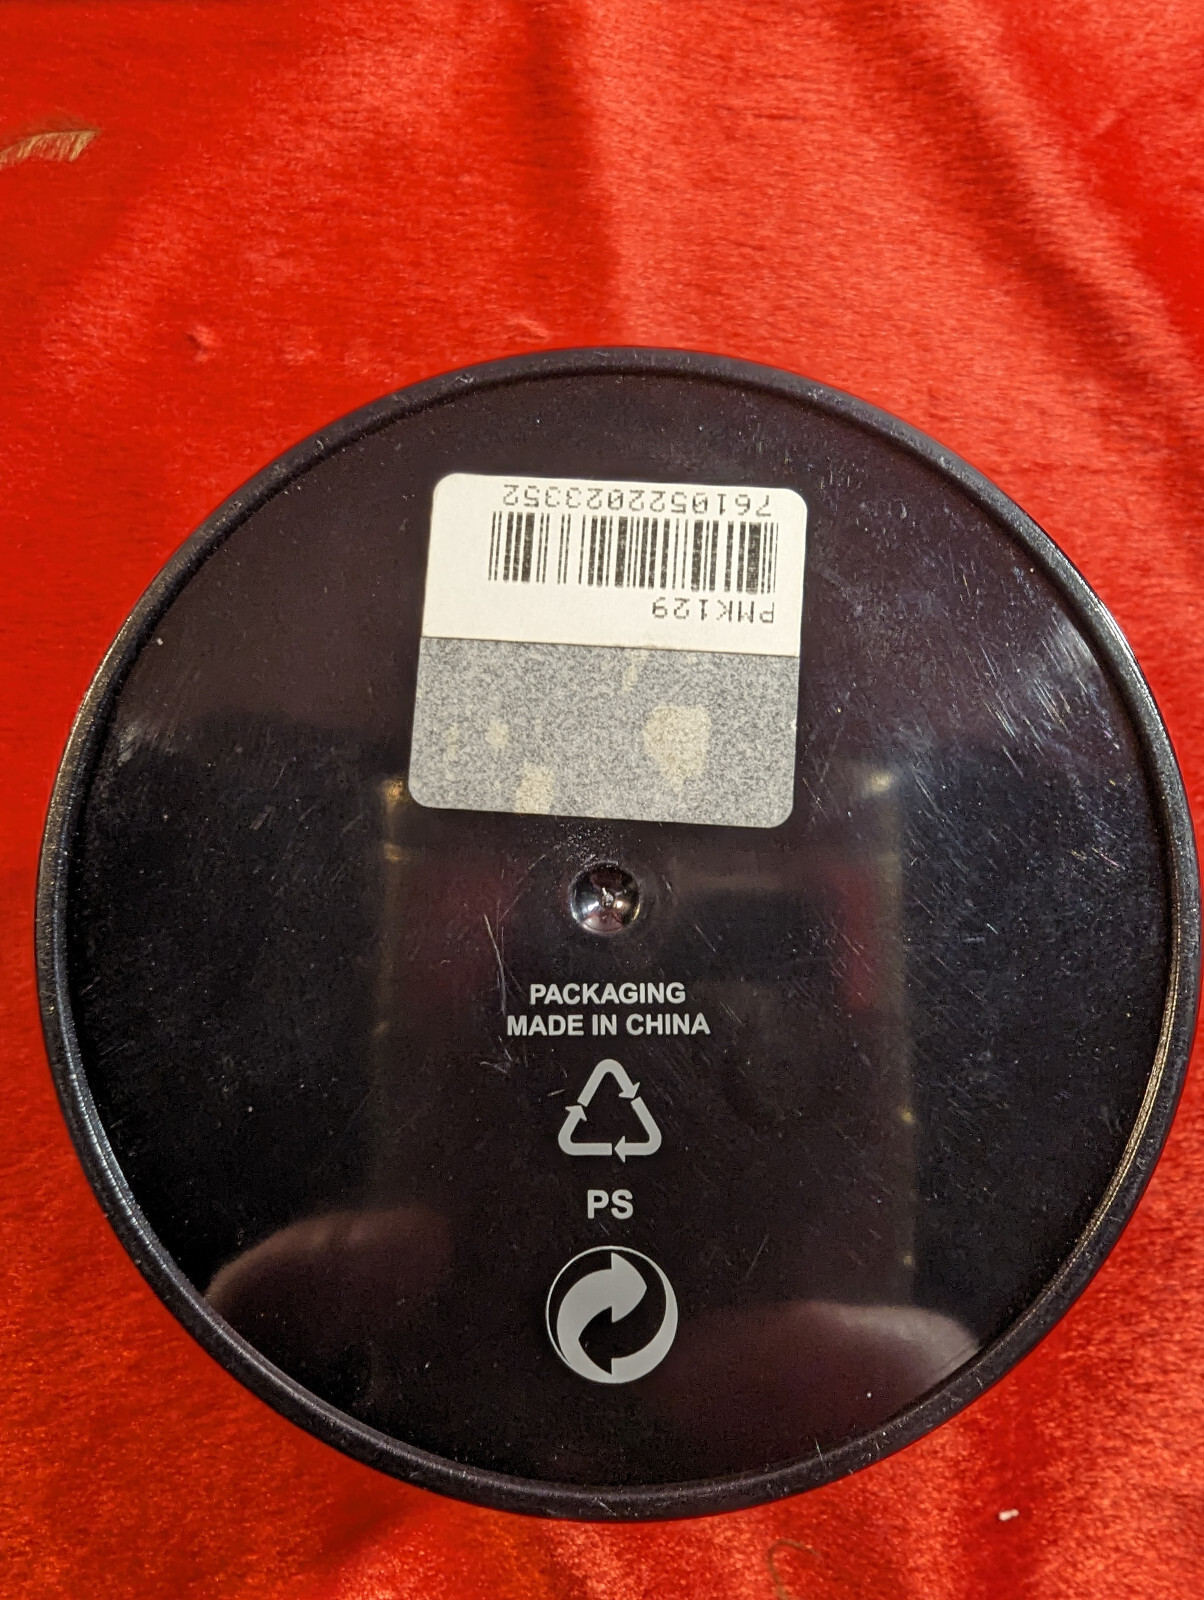 7610522023352
PMK129
PACKAGING
MADE IN CHINA
PS